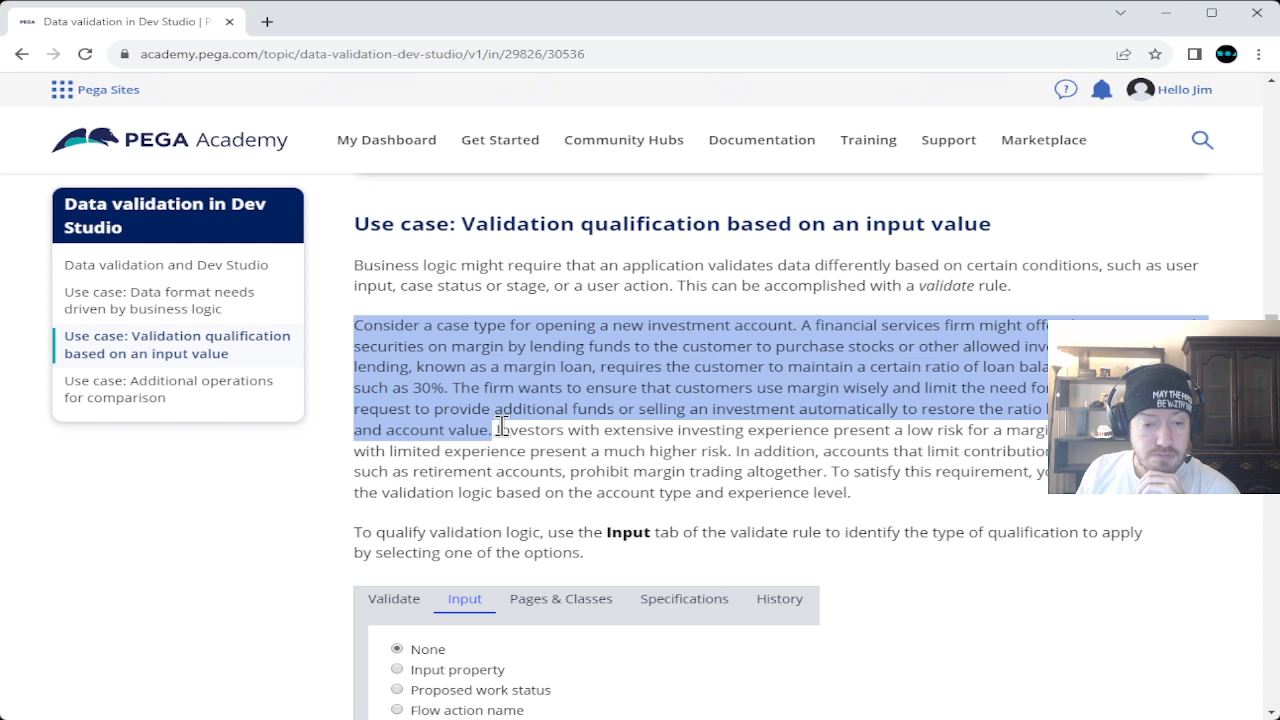 PEGA Data validation in Dev Studio | P
academy.pega.com/topic/data-validation-dev-studio/v1/in/29826/30536
Pega Sites
? Hello Jim
PEGA Academy My Dashboard Get Started Community Hubs Documentation Training Support Marketplace
Data validation in Dev
Studio
Data validation and Dev Studio
Use case: Data format needs
driven by business logic
Use case: Validation qualification
based on an input value
Use case: Additional operations
for comparison
Use case: Validation qualification based on an input value
Business logic might require that an application validates data differently based on certain conditions, such as user
input, case status or stage, or a user action. This can be accomplished with a validate rule.
Consider a case type for opening a new investment account. A financial services firm might
securities on margin by lending funds to the customer to purchase stocks or other allowed
lending, known as a margin loan, requires the customer to maintain a certain ratio of loan
such as 30%. The firm wants to ensure that customers use margin wisely and limit the need for
request to provide additional funds or selling an investment automatically to restore the ratio
and account value. Investors with extensive investing experience present a low risk for a
with limited experience present a much higher risk. In addition, accounts that limit
such as retirement accounts, prohibit margin trading altogether. To satisfy this requirement,
the validation logic based on the account type and experience level.
To qualify validation logic, use the Input tab of the validate rule to identify the type of qualification to apply
by selecting one of the options.
Validate Input Pages & Classes Specifications History
None
Input property
Proposed work status
Flow action name
MAY THE
BE WITH